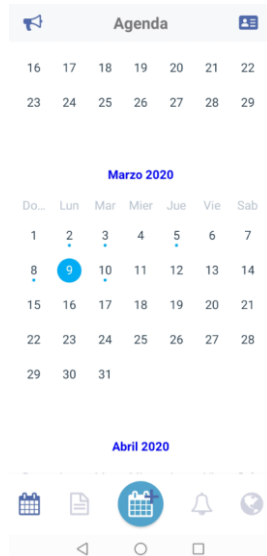 Agenda
16 17 18 19 20 21 22
23 24 25 26 27 28 29
Marzo 2020
Do... Lun Mar Mier Jue Vie Sab
1 2 3 4 5 6 7
8 9 10 11 12 13 14
15 16 17 18 19 20 21
22 23 24 25 26 27 28
29 30 31
Abril 2020